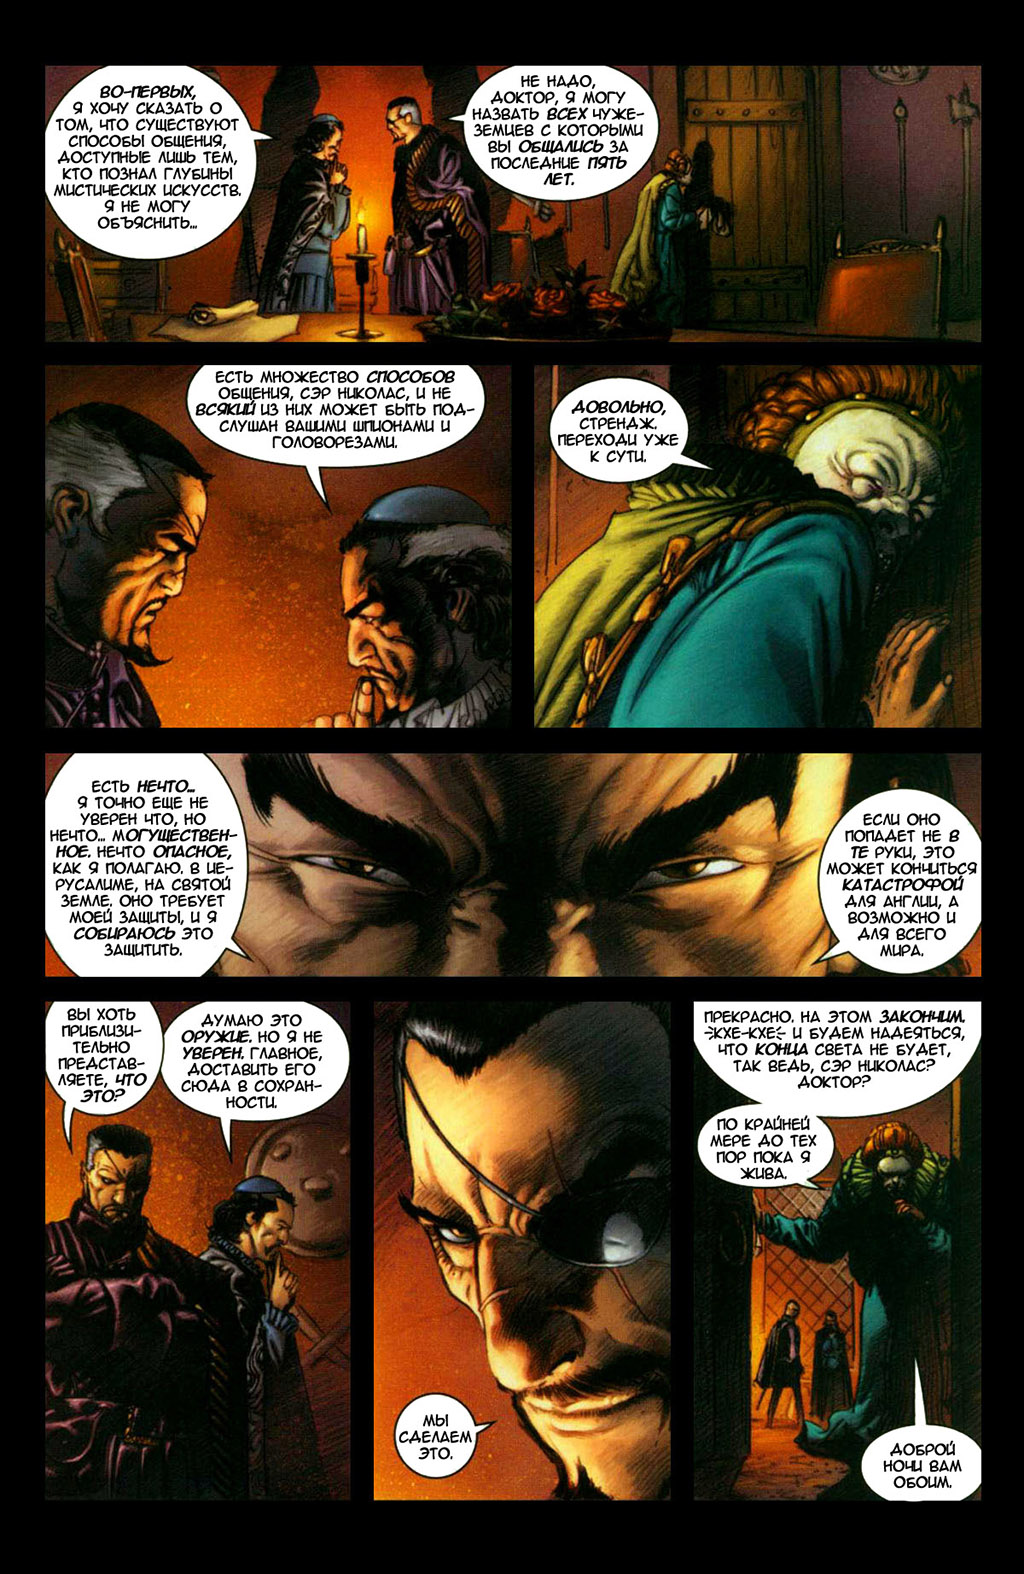 ВО-ПЕРВЫХ,
Я ХОЧУ СКАЗАТЬ О
ТОМ, ЧТО СУЩЕСТВУЮТ
СПОСОБЫ ОБЩЕНИЯ,
ДОСТУПНЫЕ ЛИШЬ ТЕМ,
КТО ПОЗНАЛ ГЛУБИНЫ
МИСТИЧЕСКИХ ИСКУССТВ.
Я НЕ МОГУ
ОБЪЯСНИТЬ...
НЕ НАДО,
ДОКТОР, Я МОГУ
НАЗВАТЬ ВСЕХ ЧУЖЕ-
ЗЕМЦЕВ С КОТОРЫМИ
ВЫ ОБЩАЛИСЬ ЗА
ПОСЛЕДНИЕ ПЯТЬ
ЛЕТ.
ЕСТЬ МНОЖЕСТВО СПОСОБОВ
ОБЩЕНИЯ, СЭР НИКОЛАС, И НЕ
ВСЯКИЙ ИЗ НИХ МОЖЕТ БЫТЬ ПОД-
СЛУШАН ВАШИМИ ШПИОНАМИ И
ГОЛОВОРЕЗАМИ.
ДОВОЛЬНО,
СТРЕНДЖ.
ПЕРЕХОДИ УЖЕ
К СУТИ.
ЕСТЬ НЕЧТО...
Я ТОЧНО ЕЩЕ НЕ
УВЕРЕН ЧТО, НО
НЕЧТО... МОГУЩЕСТВЕН-
НОЕ. НЕЧТО ОПАСНОЕ,
КАК Я ПОЛАГАЮ. В ИЕ-
РУСАЛИМЕ, НА СВЯТОЙ
ЗЕМЛЕ. ОНО ТРЕБУЕТ
МОЕЙ ЗАЩИТЫ, И Я
СОБИРАЮСЬ ЭТО
ЗАЩИТИТЬ.
ЕСЛИ ОНО
ПОПАДЕТ НЕ В
ТЕ РУКИ, ЭТО
МОЖЕТ КОНЧИТЬСЯ
КАТАСТРОФОЙ
ДЛЯ АНГЛИИ, А
ВОЗМОЖНО И
ДЛЯ ВСЕГО
МИРА.
ВЫ ХОТЬ
ПРИБЛИЗИ-
ТЕЛЬНО
ПРЕДСТАВ-
ЛЯЕТЕ, ЧТО
ЭТО?
ДУМАЮ ЭТО
ОРУЖИЕ. НО Я НЕ
УВЕРЕН. ГЛАВНОЕ,
ДОСТАВИТЬ ЕГО
СЮДА В СОХРАН-
НОСТИ.
МЫ
СДЕЛАЕМ
ЭТО.
ПРЕКРАСНО. НА ЭТОМ ЗАКОНЧИМ.
КХЕ-КХЕ И БУДЕМ НАДЕЯТЬСЯ,
ЧТО КОНЦА СВЕТА НЕ БУДЕТ,
ТАК ВЕДЬ, СЭР НИКОЛАС?
ДОКТОР?
ПО КРАЙНЕЙ
МЕРЕ ДО ТЕХ
ПОР ПОКА Я
ЖИВА.
ДОБРОЙ
НОЧИ ВАМ
ОБОИМ.